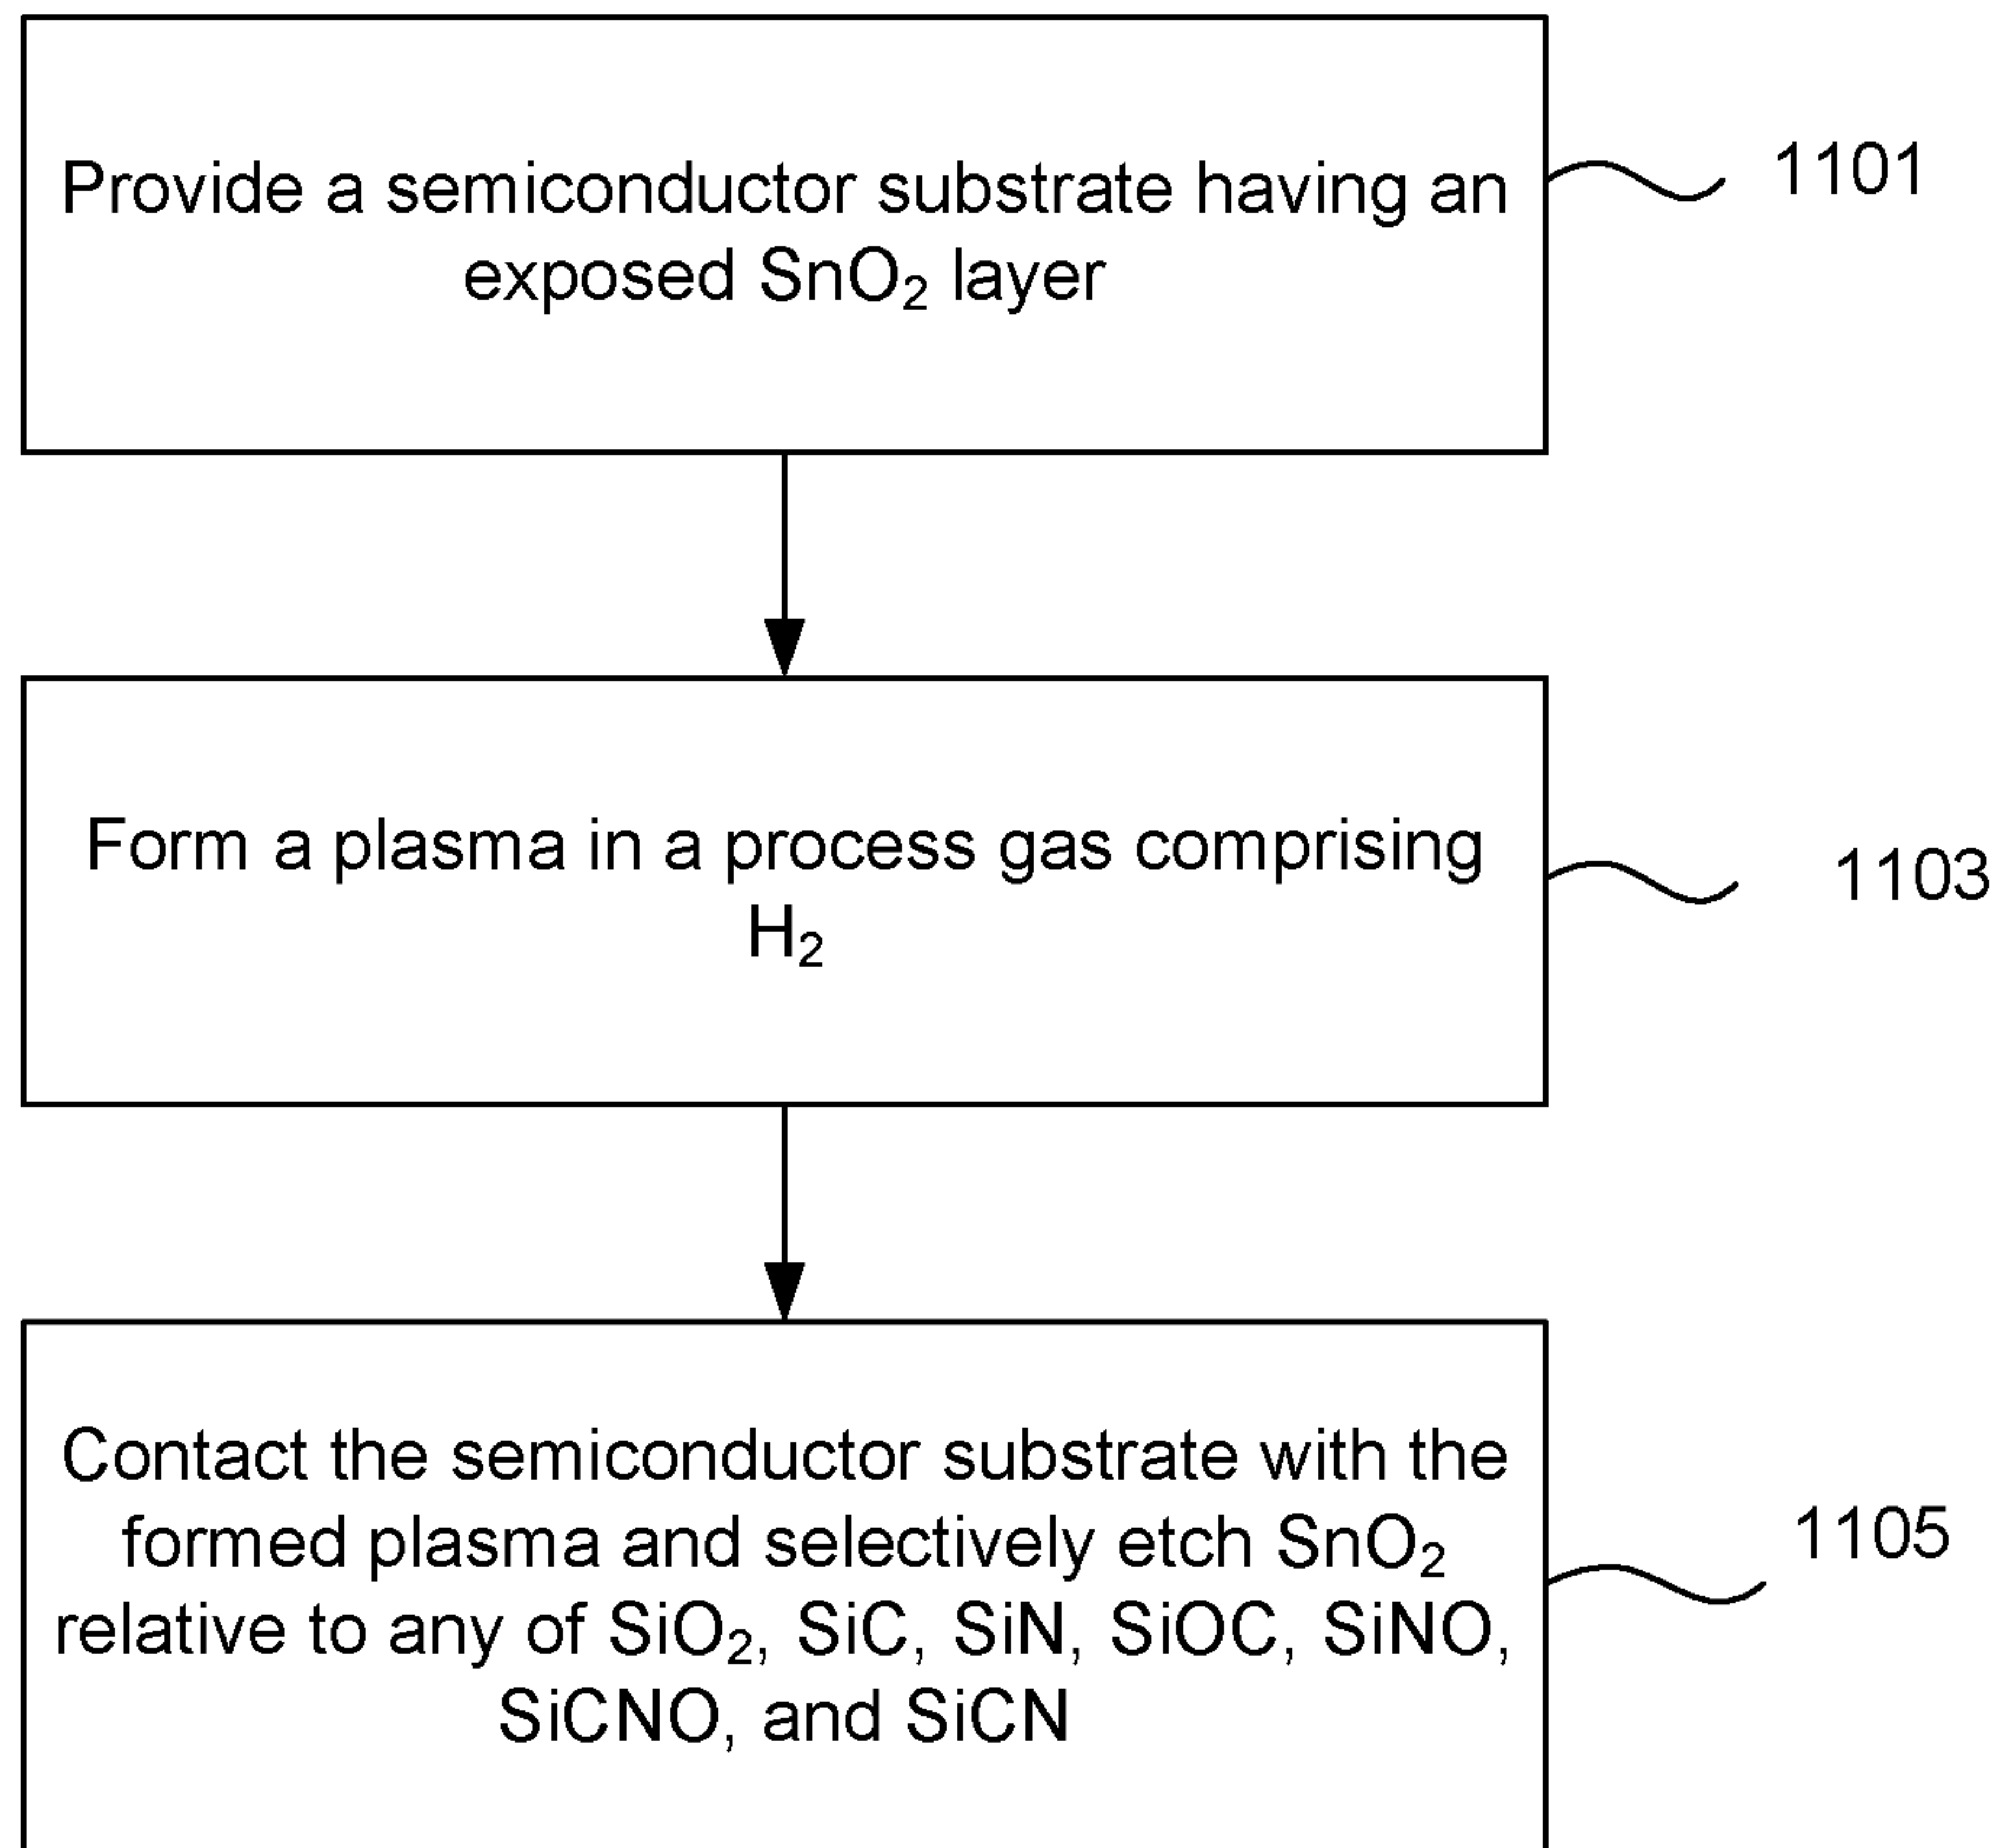 Provide a semiconductor substrate having an
exposed SnO₂ layer
1101
Form a plasma in a process gas comprising
H₂
1103
Contact the semiconductor substrate with the
formed plasma and selectively etch SnO₂
relative to any of SiO₂, SiC, SiN, SiOC, SiNO,
SiCNO, and SiCN
1105